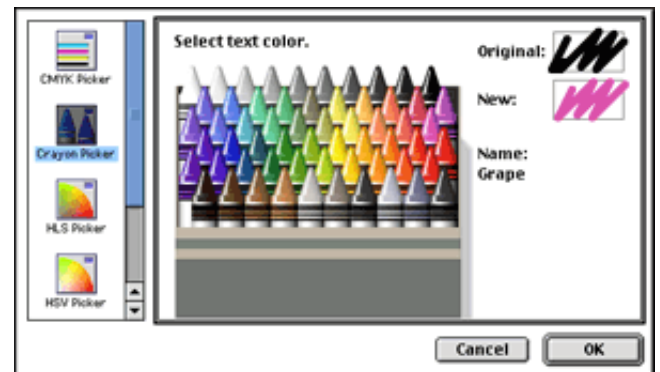 CMYK Picker
Crayon Picker
HLS Picker
HSV Picker
Select text color.
Original:
New:
Name:
Grape
Cancel
OK